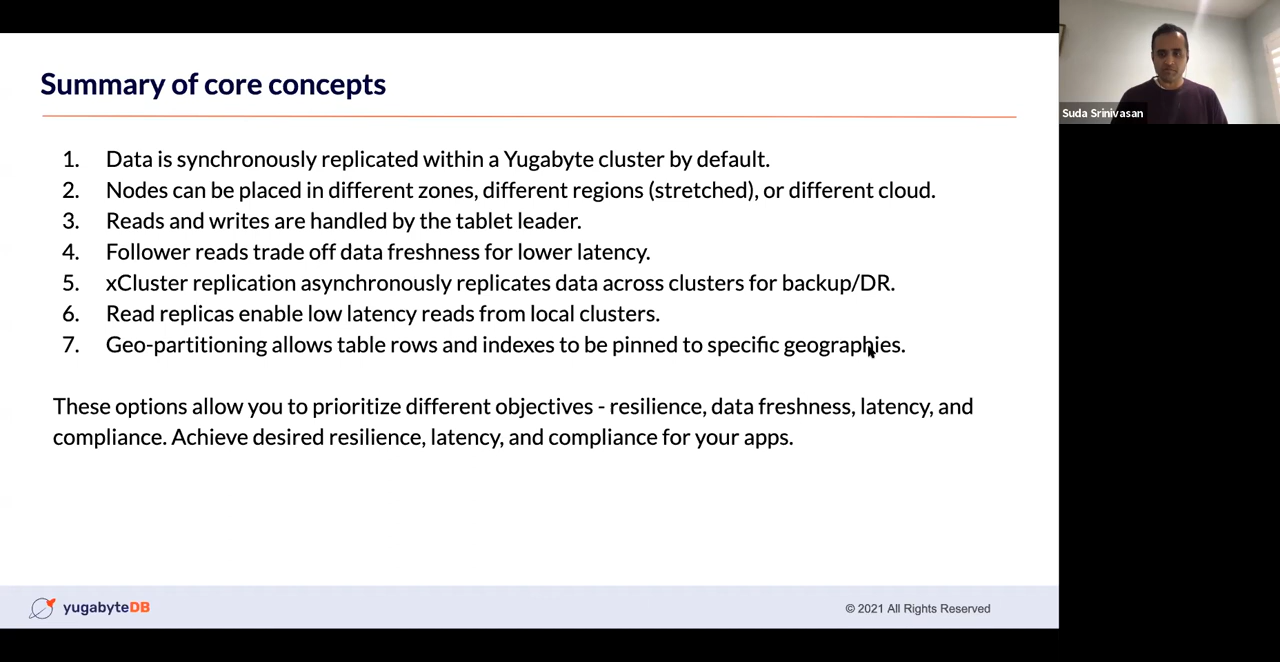 Summary of core concepts
1. Data is synchronously replicated within a Yugabyte cluster by default.
2. Nodes can be placed in different zones, different regions (stretched), or different cloud.
3. Reads and writes are handled by the tablet leader.
4. Follower reads trade off data freshness for lower latency.
5. xCluster replication asynchronously replicates data across clusters for backup/DR.
6. Read replicas enable low latency reads from local clusters.
7. Geo-partitioning allows table rows and indexes to be pinned to specific geographies.
These options allow you to prioritize different objectives - resilience, data freshness, latency, and
compliance. Achieve desired resilience, latency, and compliance for your apps.
yugabyteDB
© 2021 All Rights Reserved
Suda Srinivasan